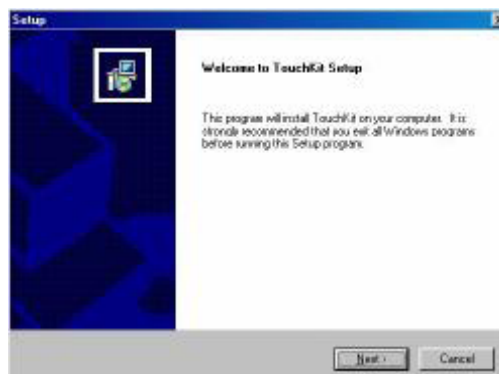 Setup
Welcome to TouchKit Setup
This program will install TouchKit on your computer. It is
strongly recommended that you exit all Windows programs
before running this Setup program.
Next >
Cancel